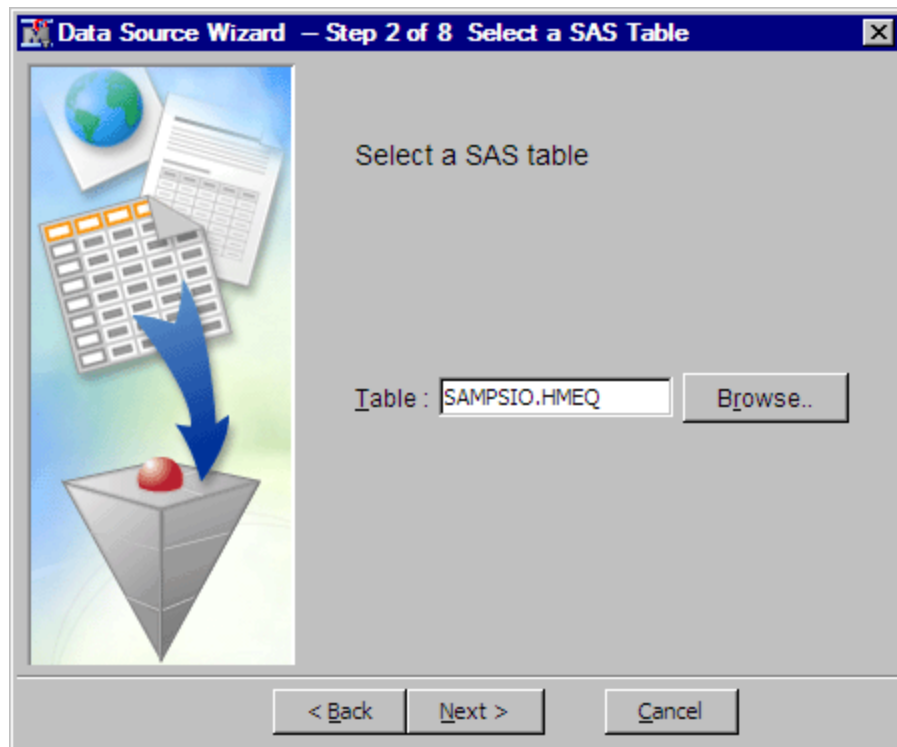 Data Source Wizard – Step 2 of 8 Select a SAS Table
Select a SAS table
Table : SAMPSIO.HMEQ Browse..
< Back Next > Cancel